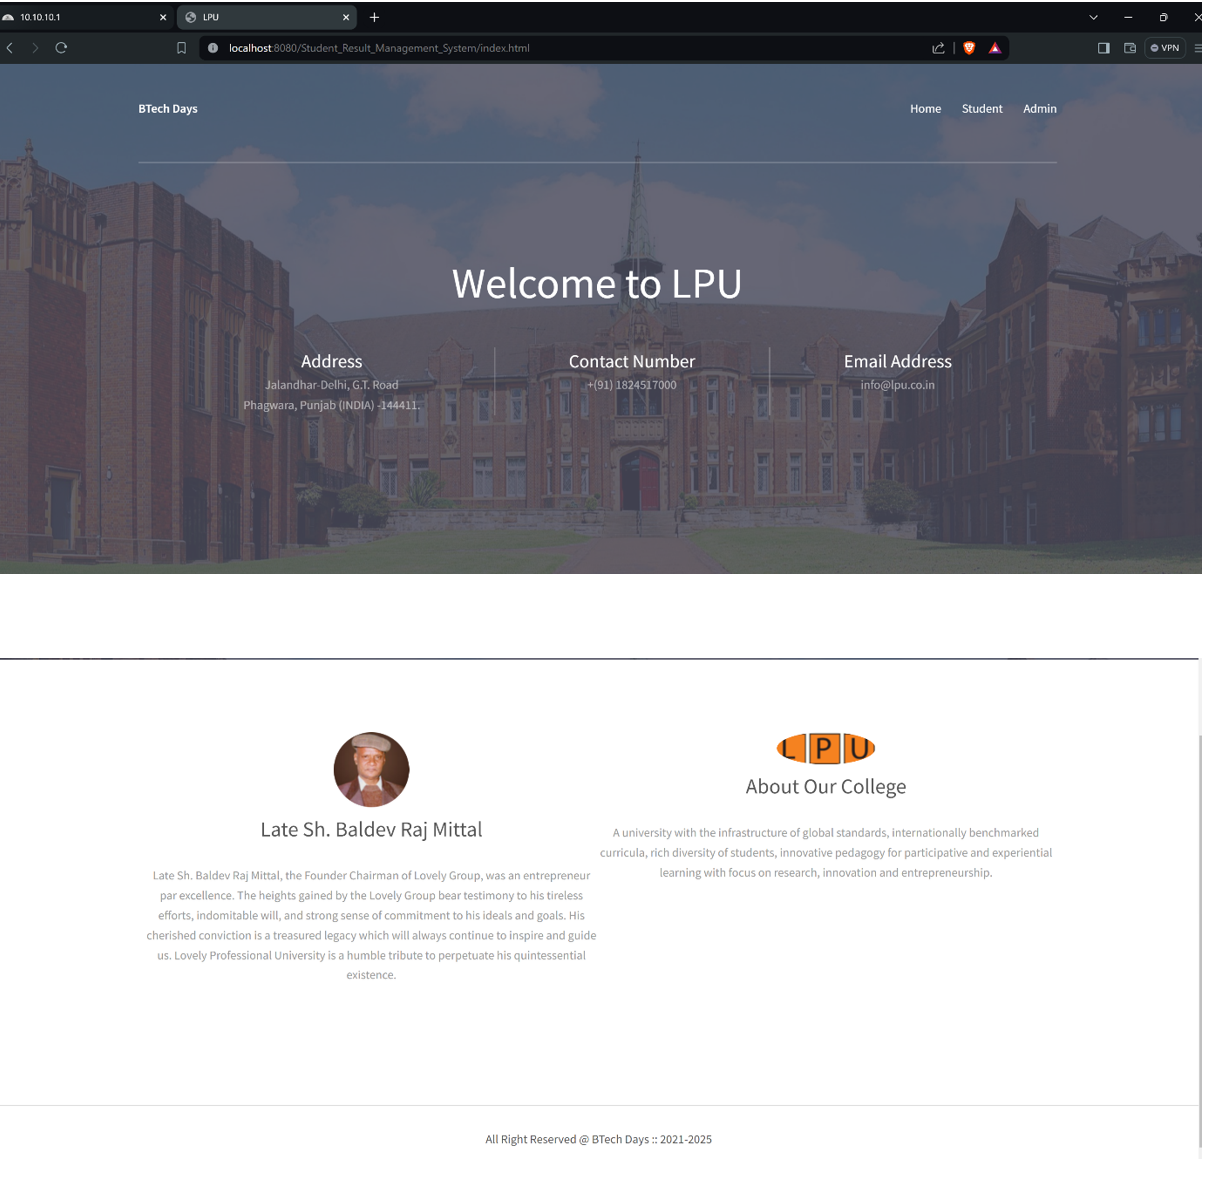 10.10.10.1
LPU
localhost:8080/Student_Result_Management_System/index.html
VPN
BTech Days
Home Student Admin
Welcome to LPU
Address
Jalandhar-Delhi, G.T. Road
Phagwara, Punjab (INDIA) -144411.
Contact Number
+(91) 1824517000
Email Address
info@lpu.co.in
Late Sh. Baldev Raj Mittal
Late Sh. Baldev Raj Mittal, the Founder Chairman of Lovely Group, was an entrepreneur
par excellence. The heights gained by the Lovely Group bear testimony to his tireless
efforts, indomitable will, and strong sense of commitment to his ideals and goals. His
cherished conviction is a treasured legacy which will always continue to inspire and guide
us. Lovely Professional University is a humble tribute to perpetuate his quintessential
existence.
LPU
About Our College
A university with the infrastructure of global standards, internationally benchmarked
curricula, rich diversity of students, innovative pedagogy for participative and experiential
learning with focus on research, innovation and entrepreneurship.
All Right Reserved @ BTech Days :: 2021-2025